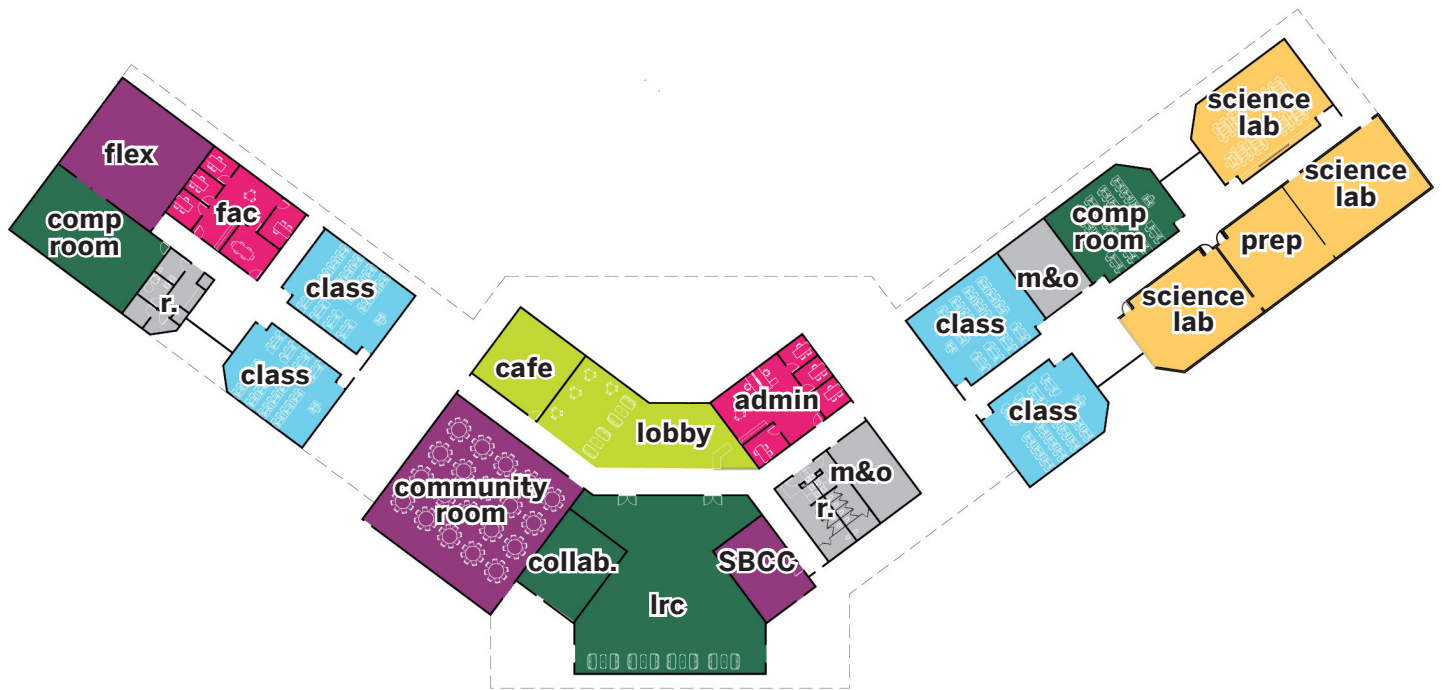 flex
comp
room
fac
r.
class
class
cafe
lobby
admin
community
room
collab.
lrc
SBCC
r.
m&o
class
m&o
comp
room
class
science
lab
science
lab
prep
science
lab